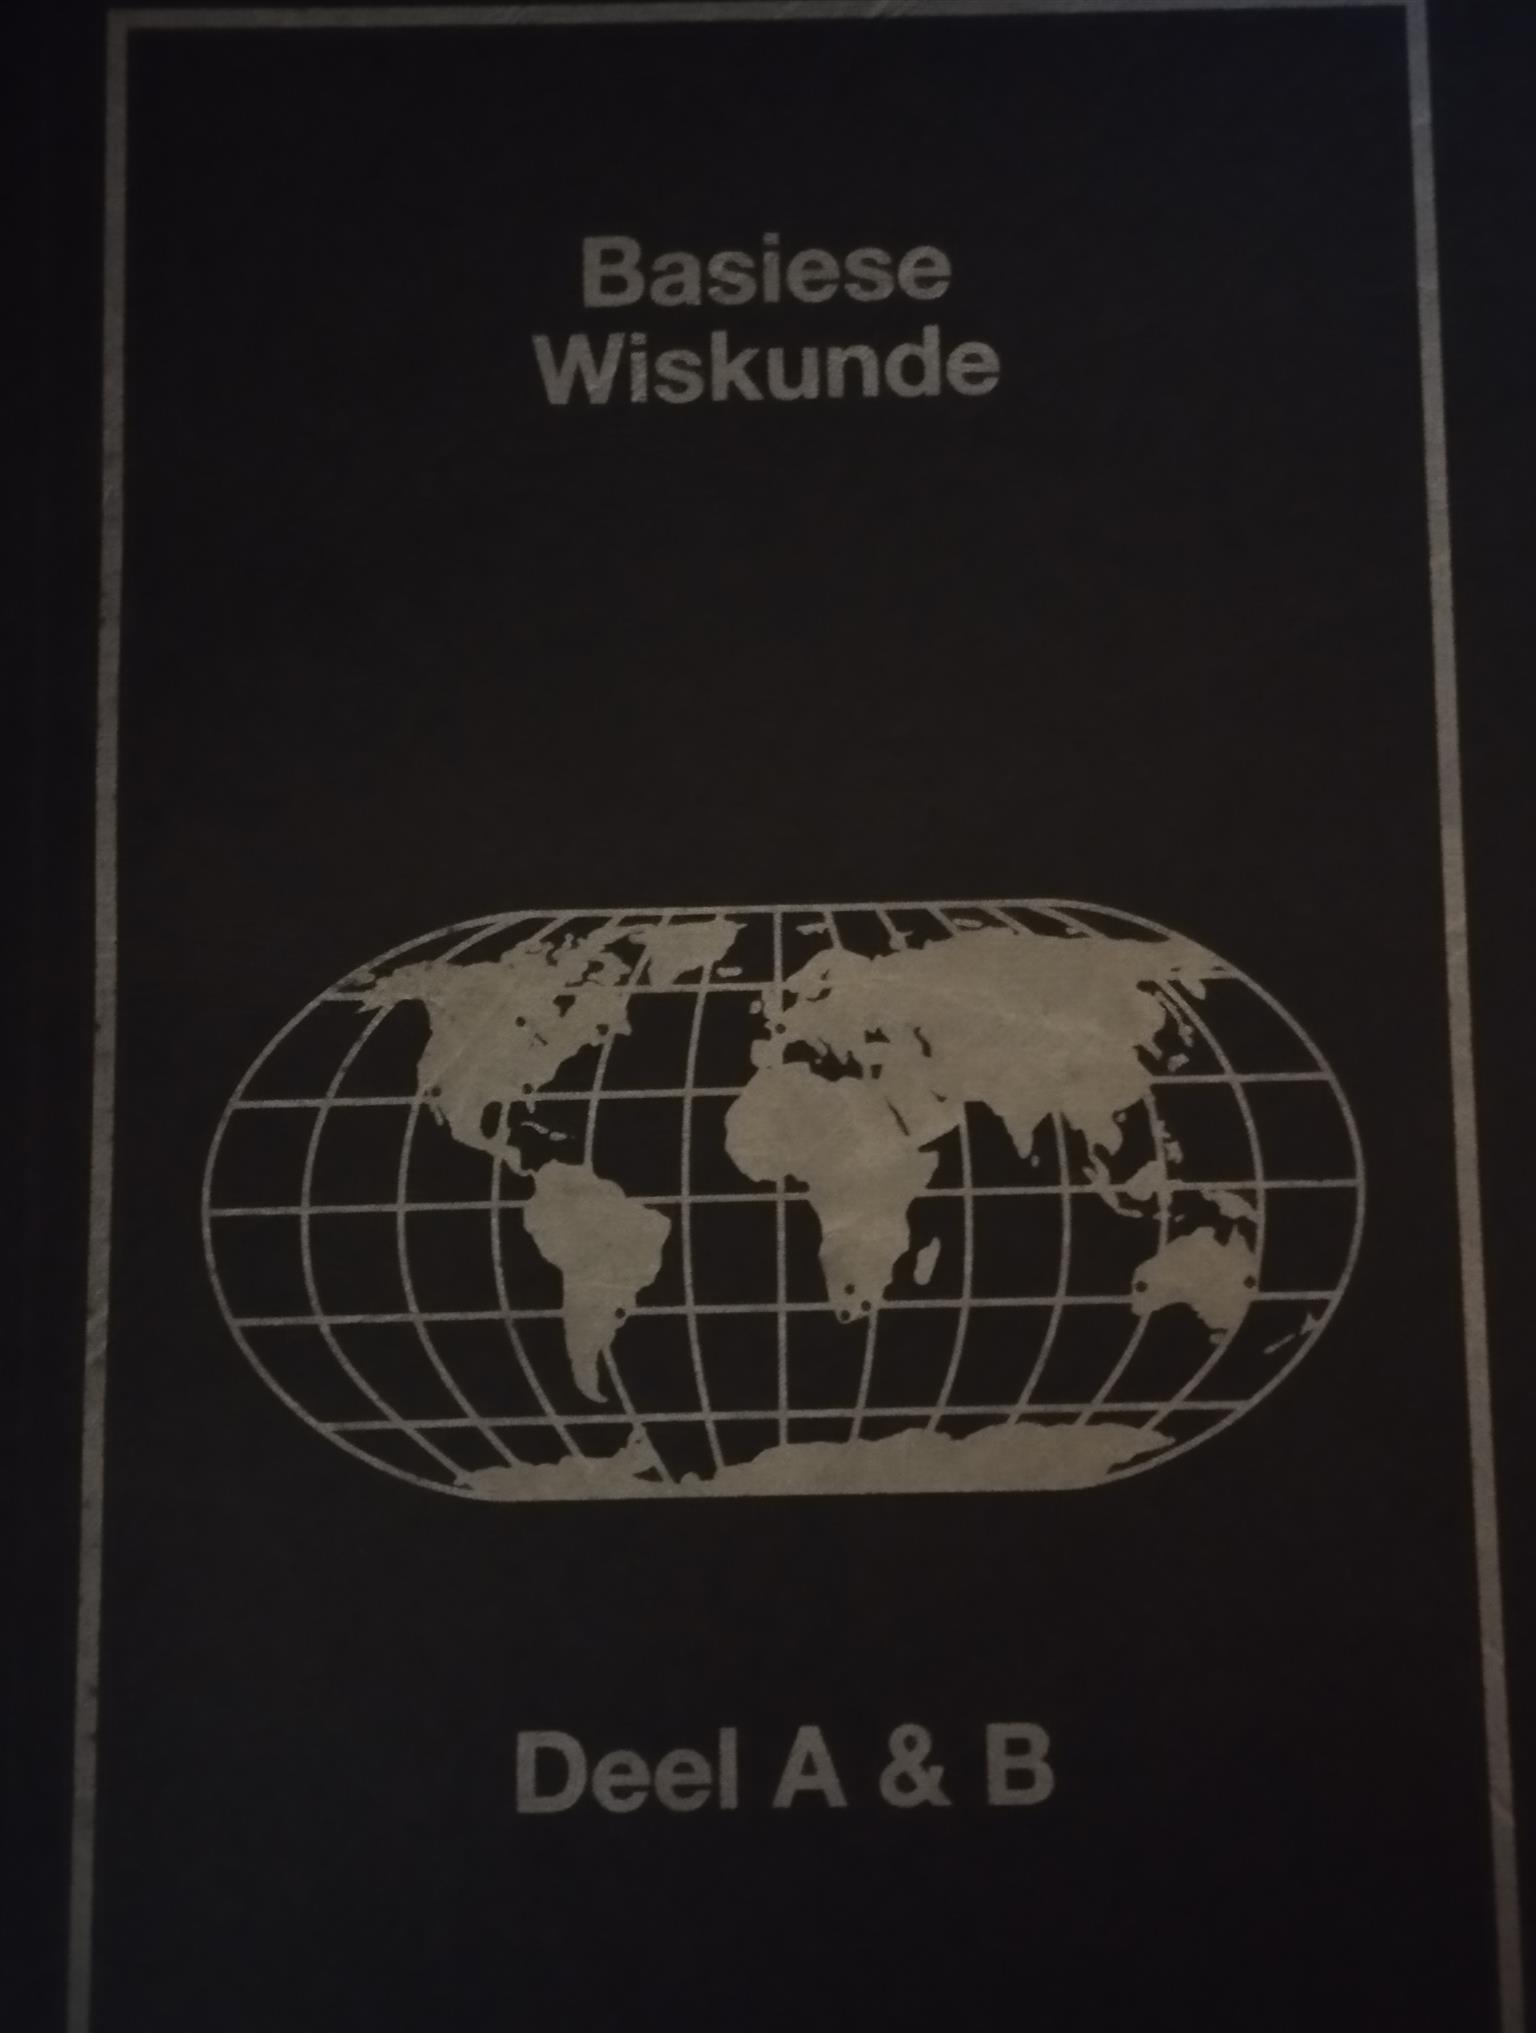 Basiese
Wiskunde
Deel A & B